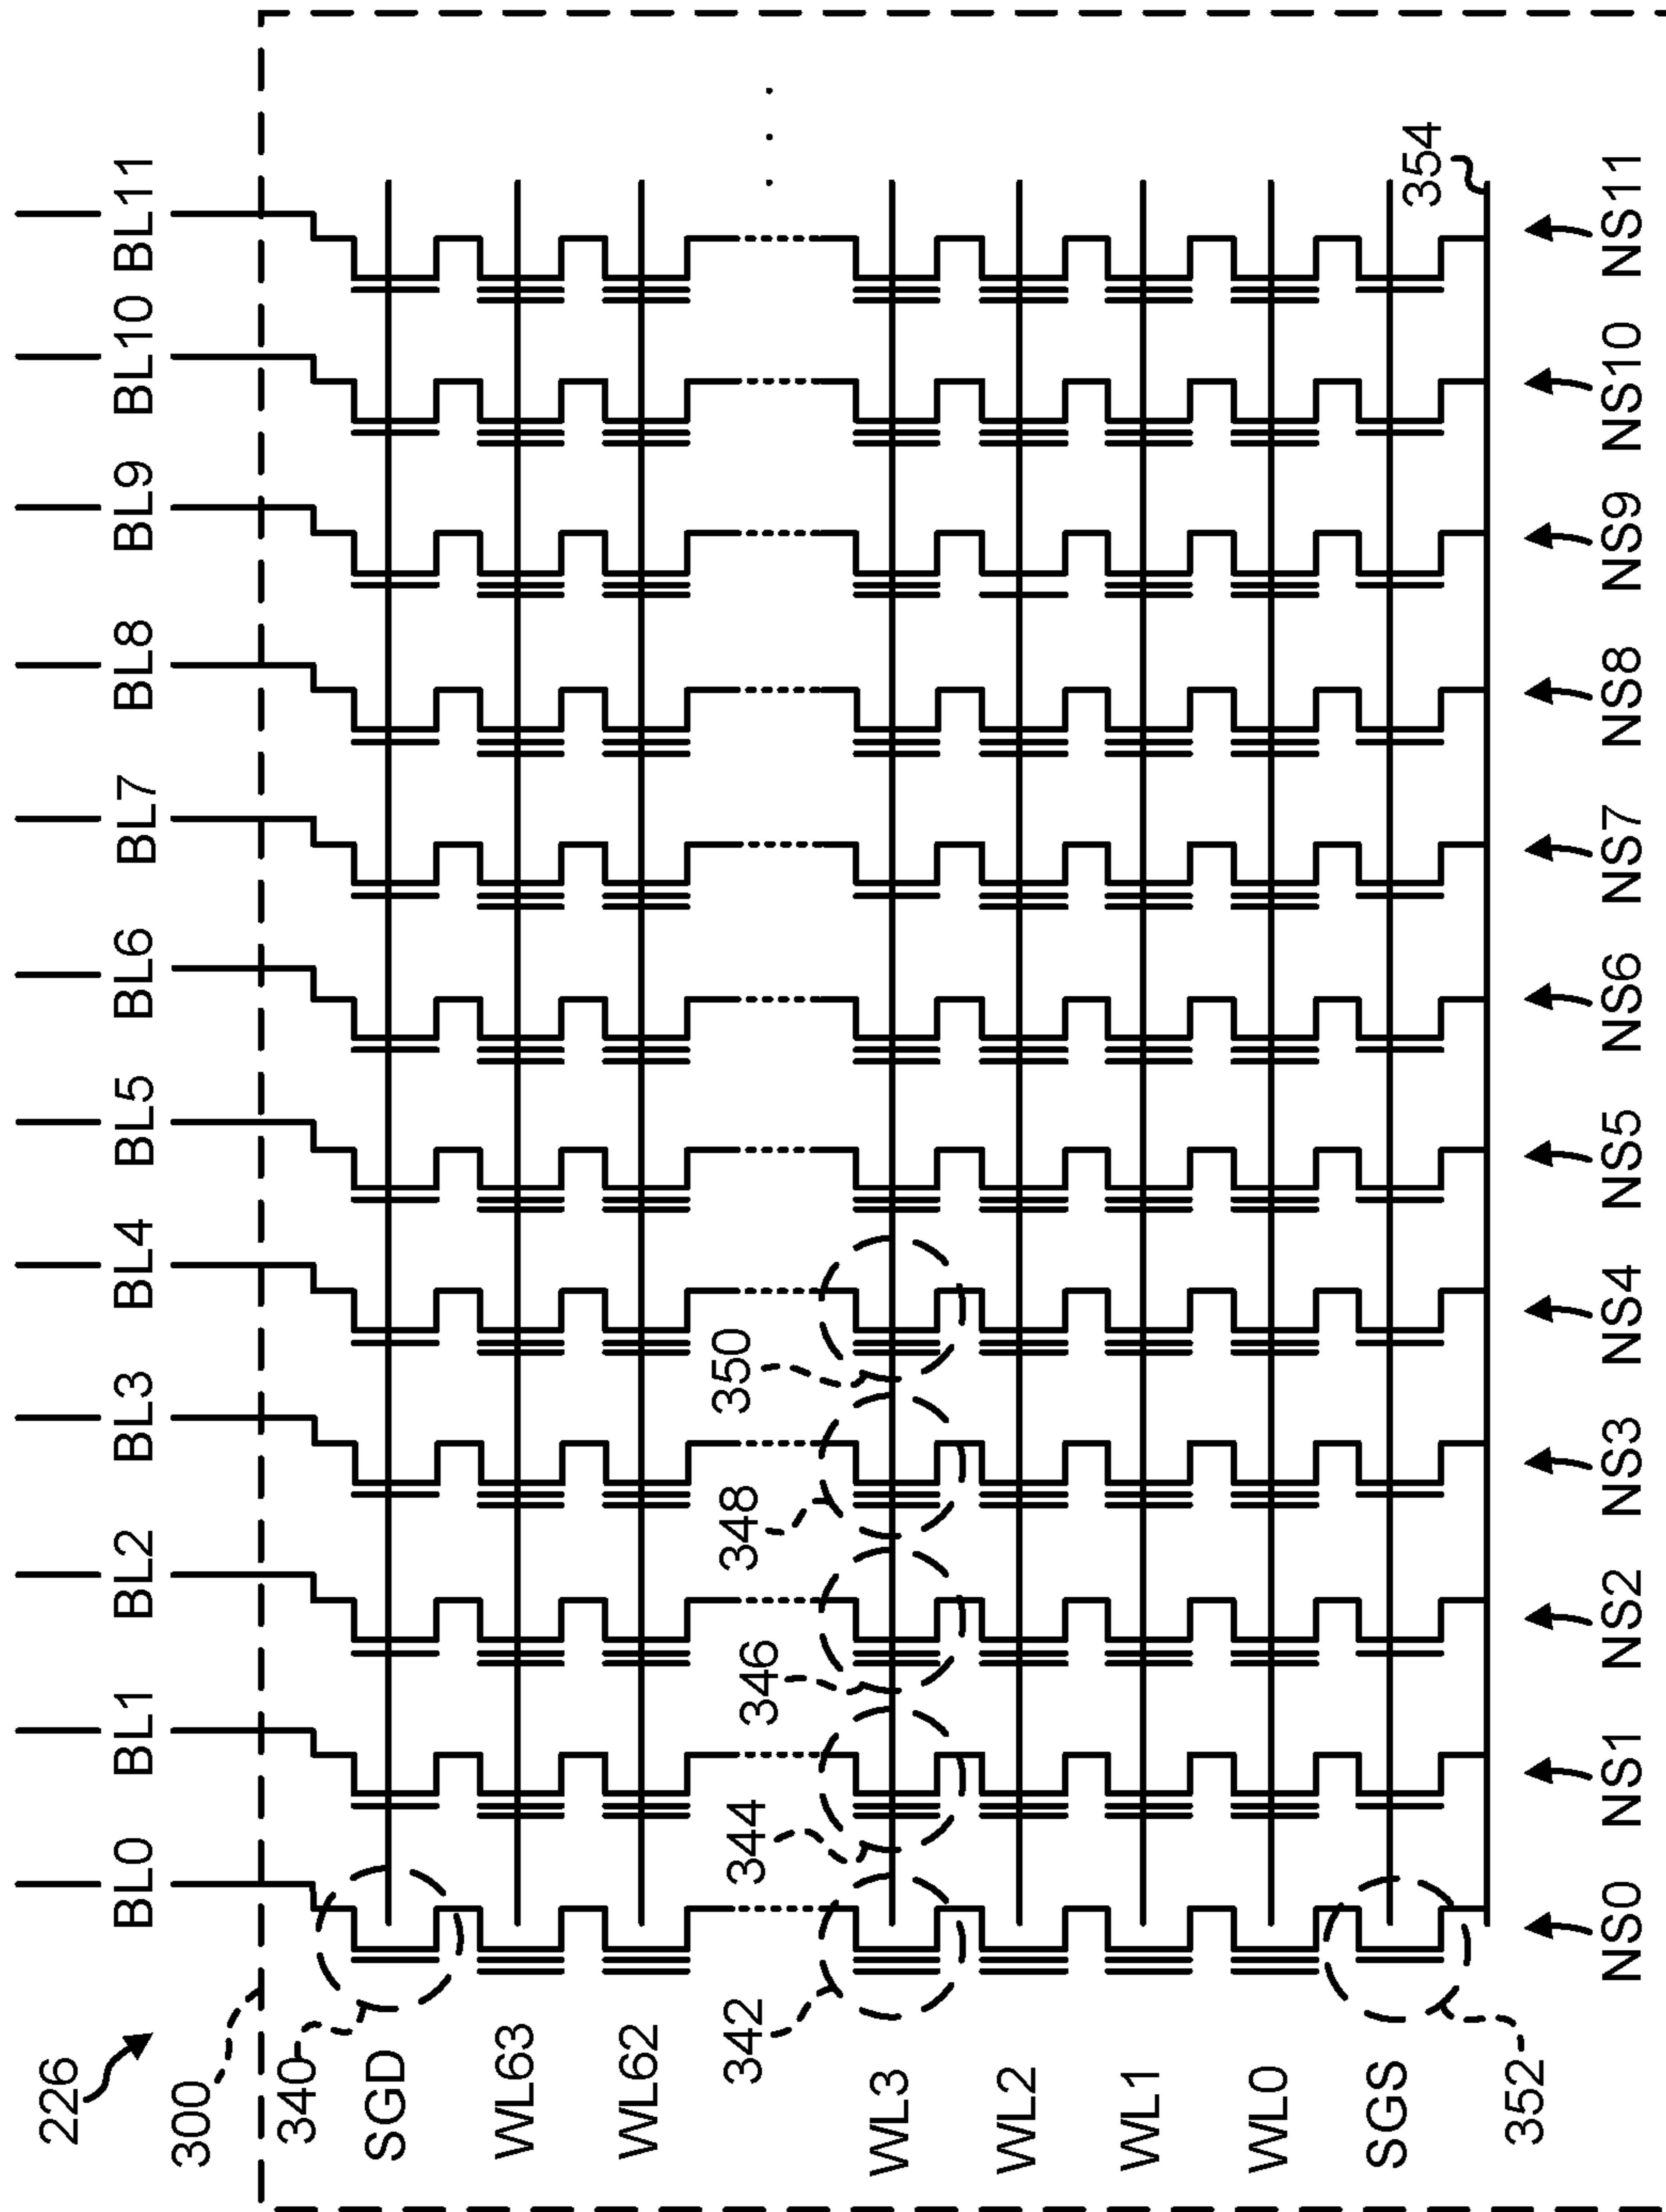 226
300
BL0 BL1 BL2 BL3 BL4 BL5 BL6 BL7 BL8 BL9 BL10 BL11
340
SGD
WL63
WL62
342 344 346 348 350
WL3
WL2
WL1
WL0
SGS
354
352
NS0 NS1 NS2 NS3 NS4 NS5 NS6 NS7 NS8 NS9 NS10 NS11